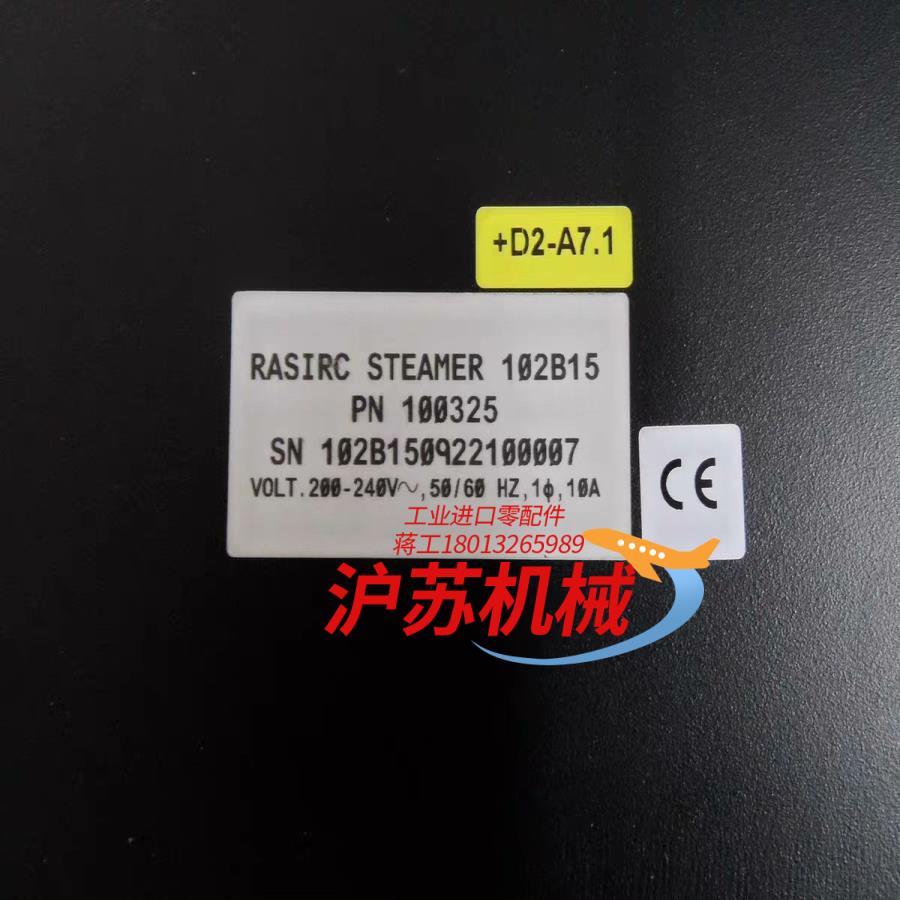 +D2-A7.1
RASIRC STEAMER 102B15
PN 100325
SN 102B150922100007
VOLT.200-240V~,50/60 HZ,1ϕ,10A
CE
工业进口零配件
蒋工18013265989
沪苏机械